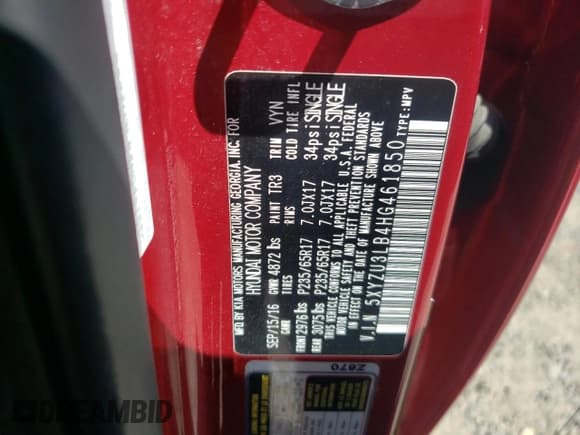 MFD. BY KIA MOTORS MANUFACTURING GEORGIA, INC. FOR
HYUNDAI MOTOR COMPANY
SEP/15/16 GVWR 4872 lbs PAINT TR3 TRIM VYN
GAWR TIRES RIMS COLD TIRE INFL
FRONT 2976 lbs P235/65R17 7.0JX17 34psi SINGLE
REAR 3075 lbs P235/65R17 7.0JX17 34psi SINGLE
THIS VEHICLE CONFORMS TO ALL APPLICABLE U.S.A. FEDERAL
MOTOR VEHICLE SAFETY AND THEFT PREVENTION STANDARDS
IN EFFECT ON THE DATE OF MANUFACTURE SHOWN ABOVE
V.I.N 5XYZU3LB4HG461850 TYPE:MPV
Z670
DREAMBID